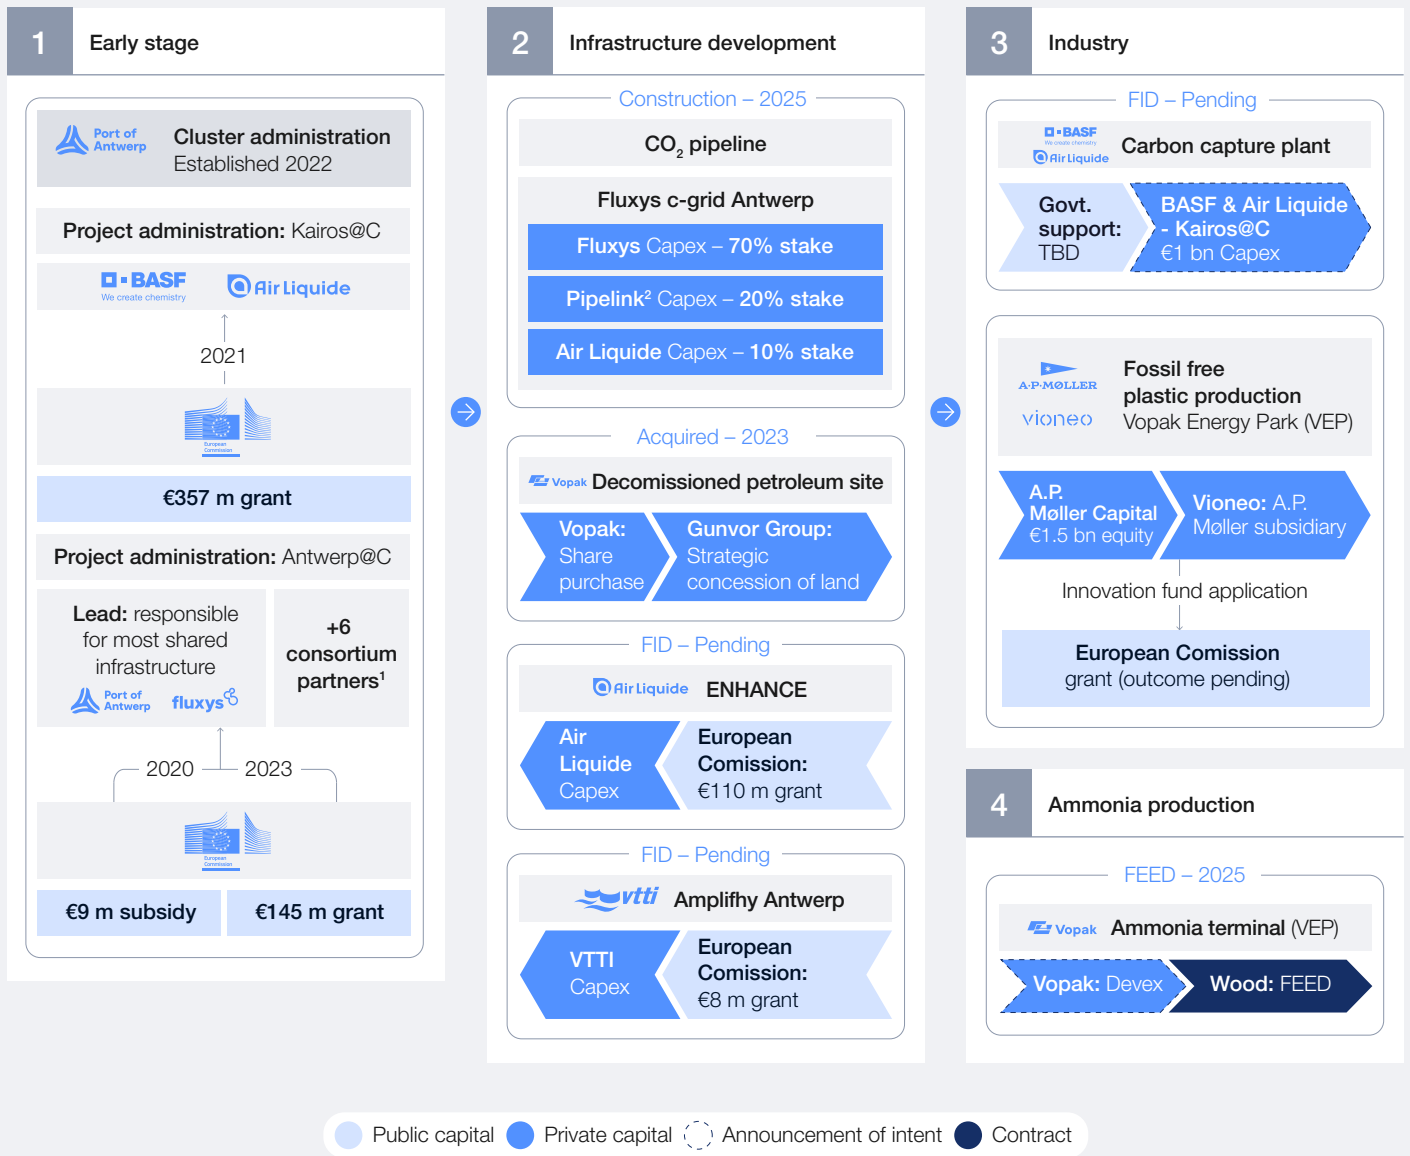 1
Early stage
Port of
Antwerp
Cluster administration
Established 2022
Project administration: Kairos@C
BASF
We create chemistry
Air Liquide
2021
European
Commission
€357 m grant
Project administration: Antwerp@C
Lead: responsible
for most shared
infrastructure
Port of
Antwerp
fluxys
+6
consortium
partners¹
2020
2023
European
Commission
€9 m subsidy
€145 m grant
2
Infrastructure development
Construction – 2025
CO₂ pipeline
Fluxys c-grid Antwerp
Fluxys Capex – 70% stake
Pipelink² Capex – 20% stake
Air Liquide Capex – 10% stake
Acquired – 2023
Vopak
Decomissioned petroleum site
Vopak:
Share
purchase
Gunvor Group:
Strategic
concession of land
FID – Pending
Air Liquide
ENHANCE
Air
Liquide
Capex
European
Comission:
€110 m grant
FID – Pending
vtti
Amplifhy Antwerp
VTTI
Capex
European
Comission:
€8 m grant
3
Industry
FID – Pending
BASF
We create chemistry
Air Liquide
Carbon capture plant
Govt.
support:
TBD
BASF & Air Liquide
- Kairos@C
€1 bn Capex
A·P·MØLLER
vioneo
Fossil free
plastic production
Vopak Energy Park (VEP)
A.P.
Møller Capital
€1.5 bn equity
Vioneo: A.P.
Møller subsidiary
Innovation fund application
European Comission
grant (outcome pending)
4
Ammonia production
FEED – 2025
Vopak
Ammonia terminal (VEP)
Vopak: Devex
Wood: FEED
Public capital
Private capital
Announcement of intent
Contract